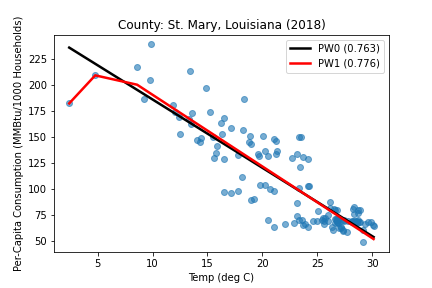 County: St. Mary, Louisiana (2018)
Per-Capita Consumption (MMBtu/1000 Households)
PW0 (0.763)
PW1 (0.776)
225
200
175
150
125
100
75
50
5 10 15 20 25 30
Temp (deg C)